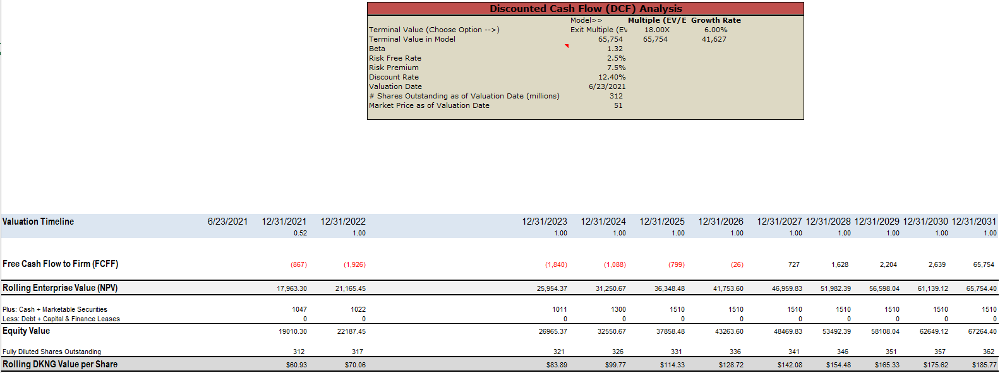 Discounted Cash Flow (DCF) Analysis
Model>> Multiple (EV/E Growth Rate
Terminal Value (Choose Option -->) Exit Multiple (EV 18.00X 6.00%
Terminal Value in Model 65,754 65,754 41,627
Beta 1.32
Risk Free Rate 2.5%
Risk Premium 7.5%
Discount Rate 12.40%
Valuation Date 6/23/2021
# Shares Outstanding as of Valuation Date (millions) 312
Market Price as of Valuation Date 51
Valuation Timeline 6/23/2021 12/31/2021 12/31/2022 12/31/2023 12/31/2024 12/31/2025 12/31/2026 12/31/2027 12/31/2028 12/31/2029 12/31/2030 12/31/2031
0.52 1.00 1.00 1.00 1.00 1.00 1.00 1.00 1.00 1.00 1.00
Free Cash Flow to Firm (FCFF) (867) (1,926) (1,840) (1,088) (799) (26) 727 1,628 2,204 2,639 65,754
Rolling Enterprise Value (NPV) 17,963.30 21,165.45 25,954.37 31,250.67 36,348.48 41,753.60 46,959.83 51,982.39 56,598.04 61,139.12 65,754.40
Plus: Cash + Marketable Securities 1047 1022 1011 1300 1510 1510 1510 1510 1510 1510 1510
Less: Debt + Capital & Finance Leases 0 0 0 0 0 0 0 0 0 0 0
Equity Value 19010.30 22187.45 26965.37 32550.67 37858.48 43263.60 48469.83 53492.39 58108.04 62649.12 67264.40
Fully Diluted Shares Outstanding 312 317 321 326 331 336 341 346 351 357 362
Rolling DKNG Value per Share $60.93 $70.06 $83.89 $99.77 $114.33 $128.72 $142.08 $154.48 $165.33 $175.62 $185.77